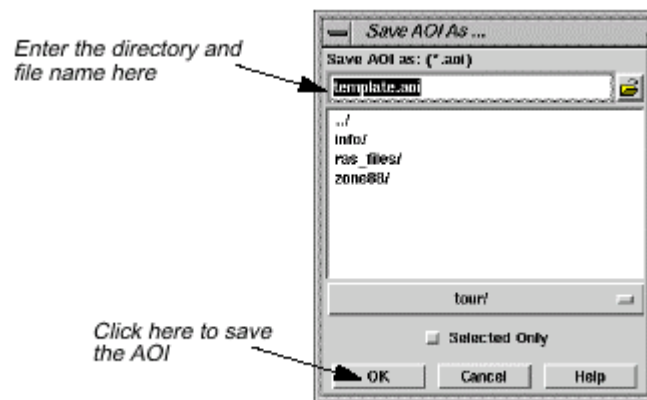 Save AOI As ...
Enter the directory and
file name here
Save AOI as: (*.aoi)
template.aoi
../
info/
ras_files/
zone88/
tour/
Click here to save
the AOI
Selected Only
OK
Cancel
Help